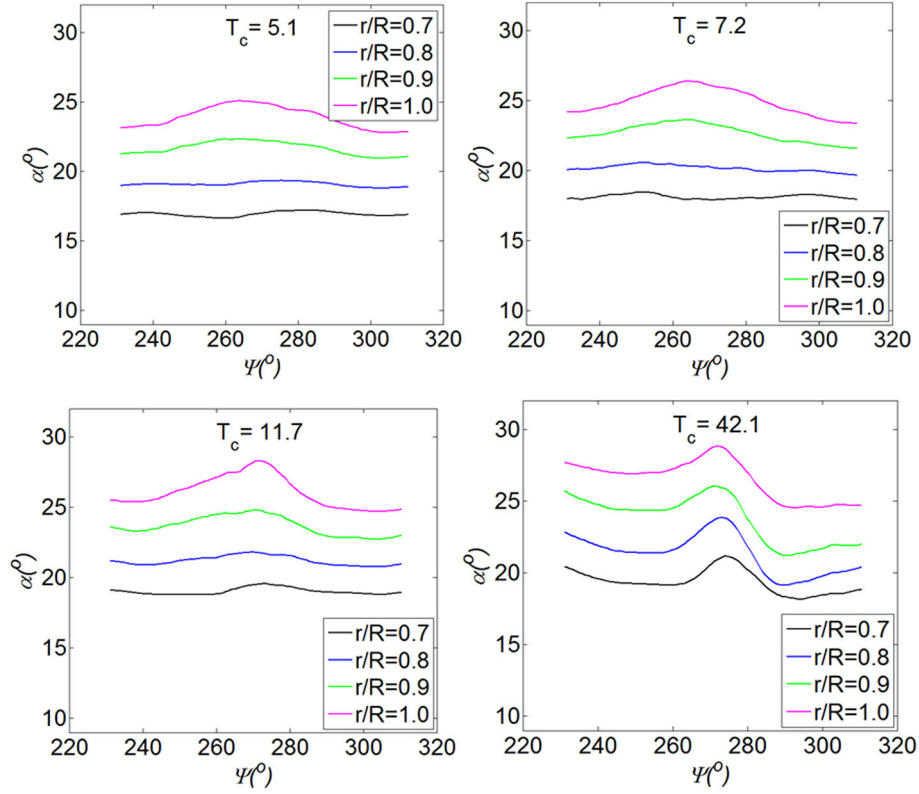 T_c = 5.1
r/R=0.7
r/R=0.8
r/R=0.9
r/R=1.0
30
25
20
15
10
α(°)
220 240 260 280 300 320
Ψ(°)
T_c = 7.2
r/R=0.7
r/R=0.8
r/R=0.9
r/R=1.0
30
25
20
15
10
α(°)
220 240 260 280 300 320
Ψ(°)
T_c = 11.7
r/R=0.7
r/R=0.8
r/R=0.9
r/R=1.0
30
25
20
15
10
α(°)
220 240 260 280 300 320
Ψ(°)
T_c = 42.1
r/R=0.7
r/R=0.8
r/R=0.9
r/R=1.0
30
25
20
15
10
α(°)
220 240 260 280 300 320
Ψ(°)